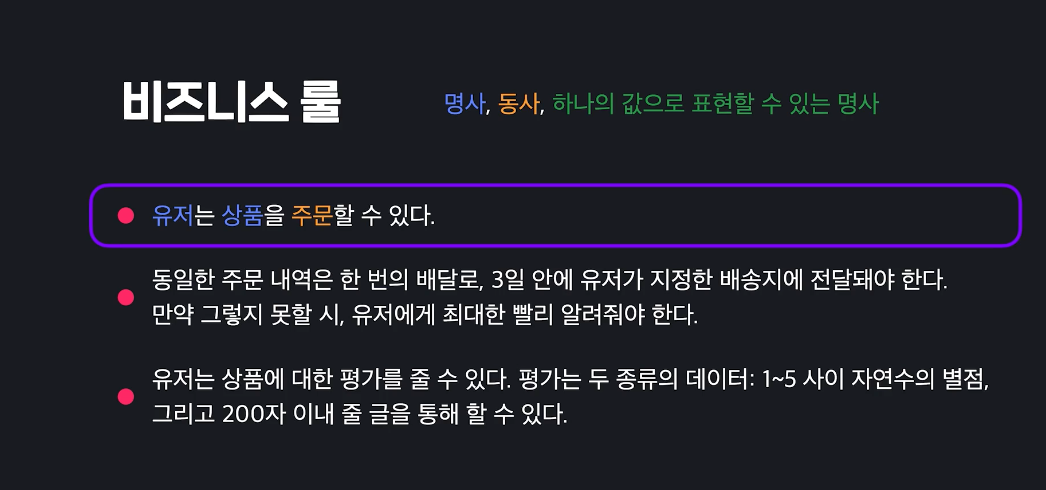 비즈니스 룰
명사, 동사, 하나의 값으로 표현할 수 있는 명사
유저는 상품을 주문할 수 있다.
동일한 주문 내역은 한 번의 배달로, 3일 안에 유저가 지정한 배송지에 전달돼야 한다.
만약 그렇지 못할 시, 유저에게 최대한 빨리 알려줘야 한다.
유저는 상품에 대한 평가를 줄 수 있다. 평가는 두 종류의 데이터: 1~5 사이 자연수의 별점,
그리고 200자 이내 줄 글을 통해 할 수 있다.